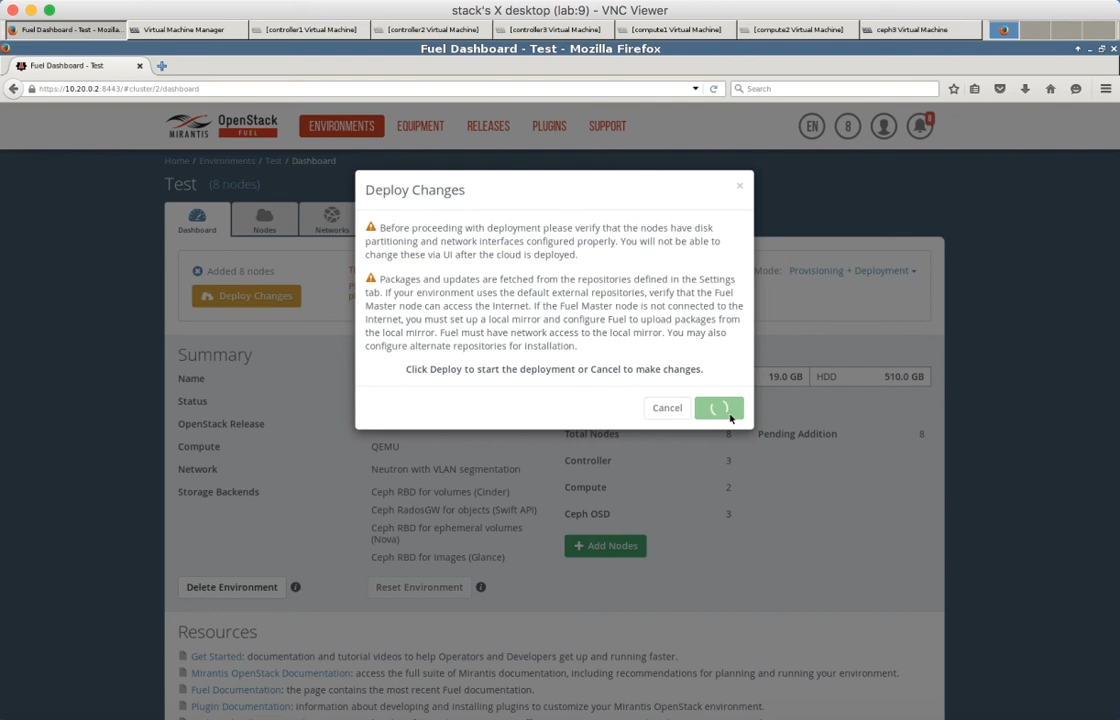 stack's X desktop (lab:9) - VNC Viewer
Fuel Dashboard - Test - Mozilla... Virtual Machine Manager [controller1 Virtual Machine] [controller2 Virtual Machine] [controller3 Virtual Machine] [compute1 Virtual Machine] [compute2 Virtual Machine] ceph3 Virtual Machine
Fuel Dashboard - Test - Mozilla Firefox
Fuel Dashboard - Test
https://10.20.0.2:8443/#cluster/2/dashboard Search
MIRANTIS OpenStack FUEL ENVIRONMENTS EQUIPMENT RELEASES PLUGINS SUPPORT EN 8 8
Home / Environments / Test / Dashboard
Test (8 nodes)
Dashboard Nodes Networks
Deploy Changes
Before proceeding with deployment please verify that the nodes have disk
partitioning and network interfaces configured properly. You will not be able to
change these via UI after the cloud is deployed.
Packages and updates are fetched from the repositories defined in the Settings
tab. If your environment uses the default external repositories, verify that the Fuel
Master node can access the Internet. If the Fuel Master node is not connected to the
Internet, you must set up a local mirror and configure Fuel to upload packages from
the local mirror. Fuel must have network access to the local mirror. You may also
configure alternate repositories for installation.
Click Deploy to start the deployment or Cancel to make changes.
Cancel
Added 8 nodes
Mode: Provisioning + Deployment
Deploy Changes
Summary
Name
Status
OpenStack Release
Compute QEMU
Network Neutron with VLAN segmentation
Storage Backends Ceph RBD for volumes (Cinder)
Ceph RadosGW for objects (Swift API)
Ceph RBD for ephemeral volumes
(Nova)
Ceph RBD for images (Glance)
19.0 GB HDD 510.0 GB
Total Nodes 8 Pending Addition 8
Controller 3
Compute 2
Ceph OSD 3
Add Nodes
Delete Environment Reset Environment
Resources
Get Started: documentation and tutorial videos to help Operators and Developers get up and running faster.
Mirantis OpenStack Documentation: access the full suite of Mirantis documentation, including recommendations for planning and running your environment.
Fuel Documentation: the page contains the most recent Fuel documentation.
Plugin Documentation: information about developing and installing plugins to customize your Mirantis OpenStack environment.